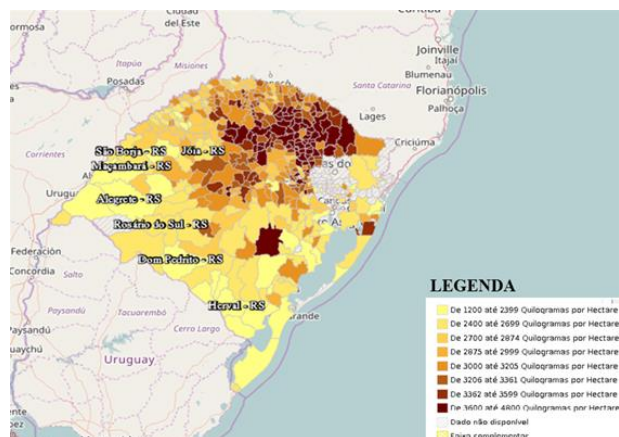 Formosa
Ciudad
del Este
Curitiba
Joinville
Itajaí
Blumenau
Florianópolis
Palhoça
Itapúa
Misiones
Posadas
Santa Catarina
Lages
Corrientes
São Borja - RS
Jóia - RS
Maçambará - RS
Criciúma
as do
Alegrete - RS
Rosário do Sul - RS
Federación
Concordia
Salto
Dom Pedrito - RS
Paysandú
Paysandú
Tacuarembó
Herval - RS
Cerro Largo
Uruguay
LEGENDA
De 1200 até 2399 Quilogramas por Hectare
De 2400 até 2699 Quilogramas por Hectare
De 2700 até 2874 Quilogramas por Hectare
De 2875 até 2999 Quilogramas por Hectare
De 3000 até 3205 Quilogramas por Hectare
De 3206 até 3361 Quilogramas por Hectare
De 3362 até 3599 Quilogramas por Hectare
De 3600 até 4800 Quilogramas por Hectare
Dado não disponível